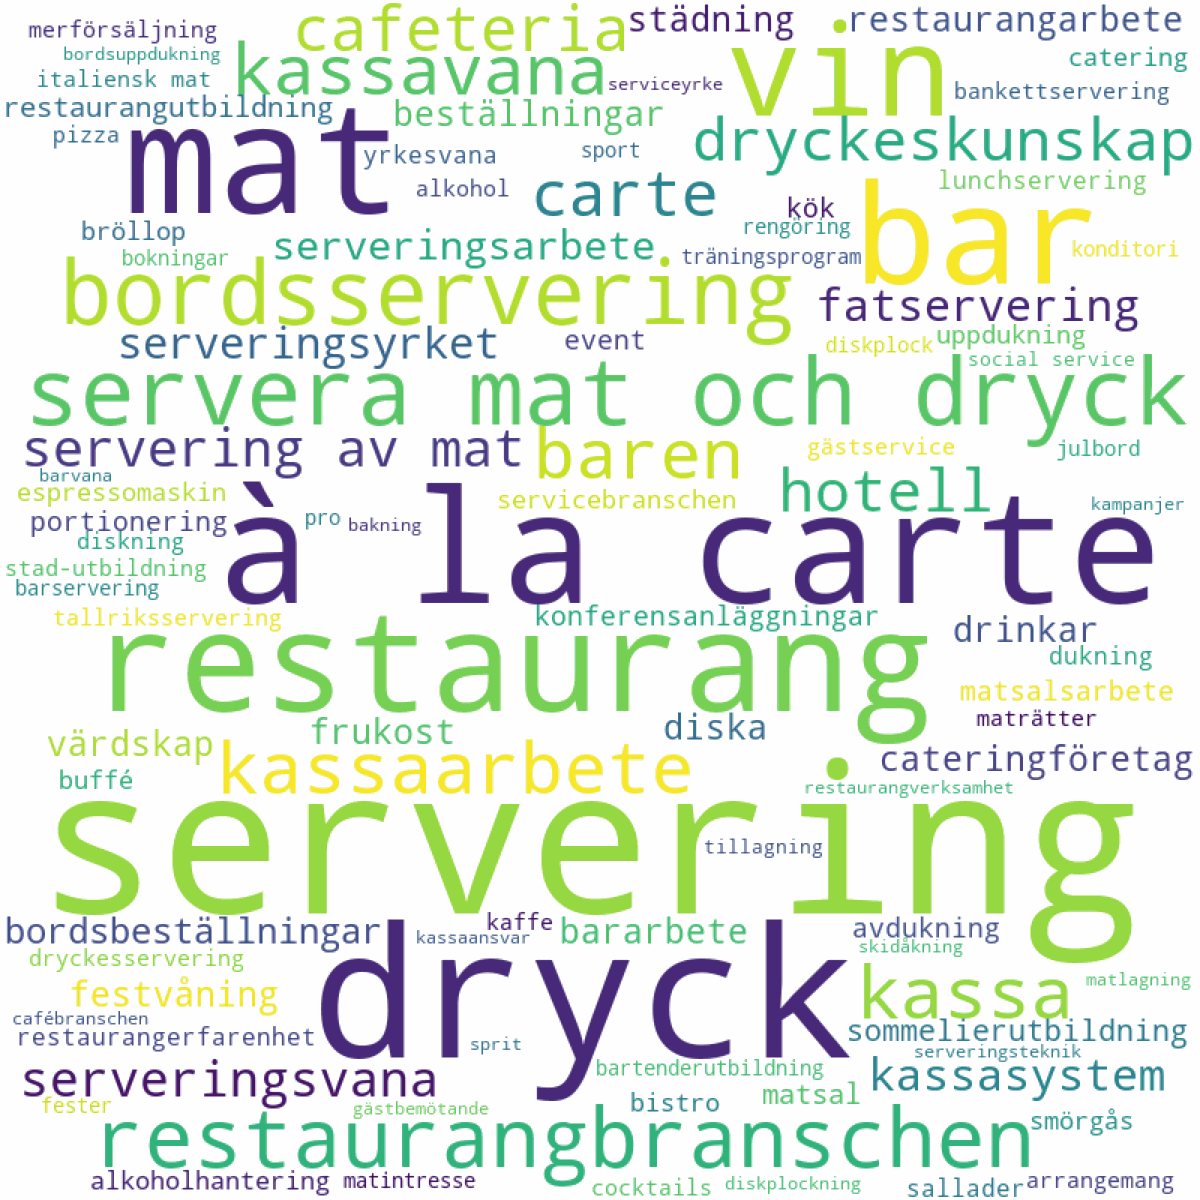 merförsäljning
cafeteria
städning
restaurangarbete
bordsuppdukning
kassavana
vin
catering
italiensk mat
serviceyrke
bankettservering
restaurangutbildning
beställningar
pizza
mat
yrkesvana
sport
dryckeskunskap
alkohol
carte
lunchservering
kök
bar
bröllop
serveringsarbete
rengöring
konditori
bokningar
träningsprogram
bordsservering
fatservering
serveringsyrket
event
diskplock
uppdukning
social service
servera mat och dryck
servering av mat
baren
gästservice
julbord
barvana
espressomaskin
servicebranschen
hotell
kampanjer
portionering
pro
bakning
à la carte
diskning
stad-utbildning
barservering
tallriksservering
konferensanläggningar
drinkar
restaurang
dukning
matsalsarbete
maträtter
frukost
diska
värdskap
kassaarbete
cateringföretag
buffé
restaurangverksamhet
servering
tillagning
bordsbeställningar
kaffe
kassaansvar
bararbete
avdukning
skidåkning
dryckesservering
dryck
matlagning
festvåning
kassa
cafébranschen
restaurangerfarenhet
sprit
sommelierutbildning
serveringsteknik
serveringsvana
bartenderutbildning
kassasystem
fester
gästbemötande
bistro
matsal
smörgås
restaurangbranschen
alkoholhantering
matintresse
cocktails
diskplockning
sallader
arrangemang